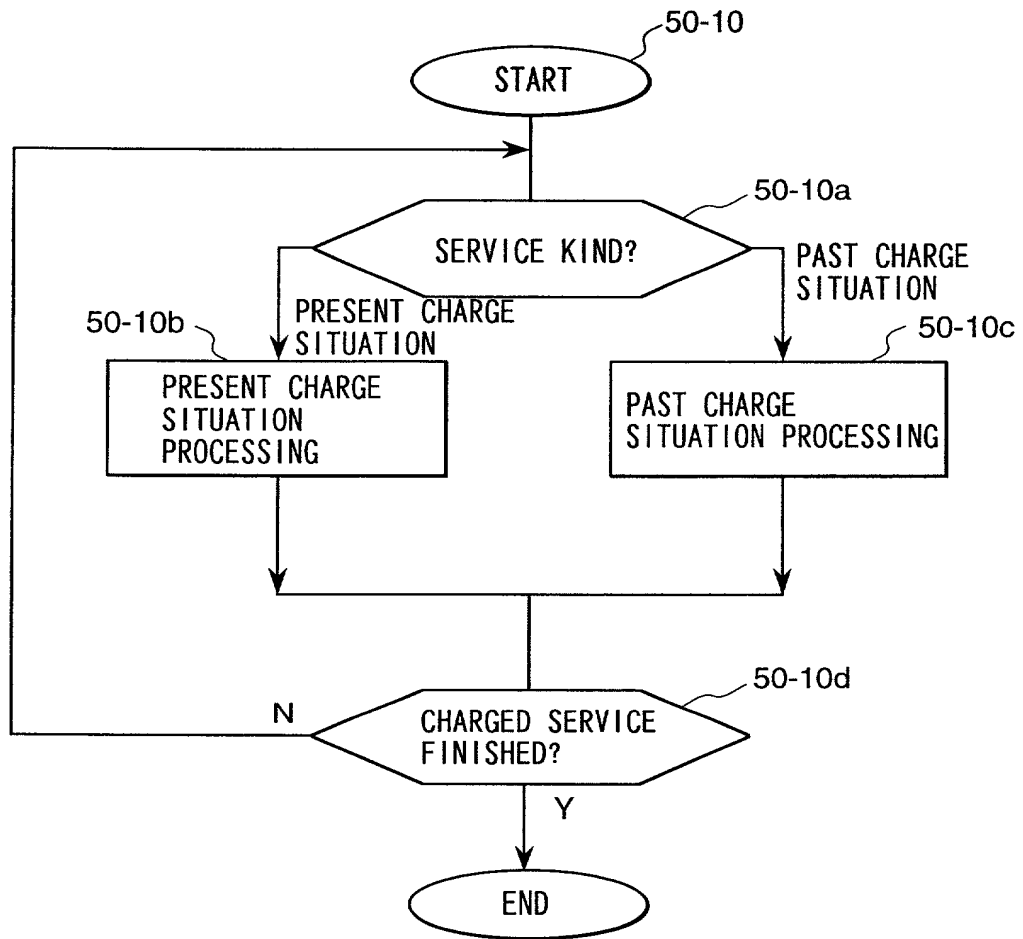 50-10
START
50-10a
SERVICE KIND?
PAST CHARGE
SITUATION
PRESENT CHARGE
SITUATION
50-10b
50-10c
PRESENT CHARGE
SITUATION
PROCESSING
PAST CHARGE
SITUATION PROCESSING
50-10d
N
CHARGED SERVICE
FINISHED?
Y
END